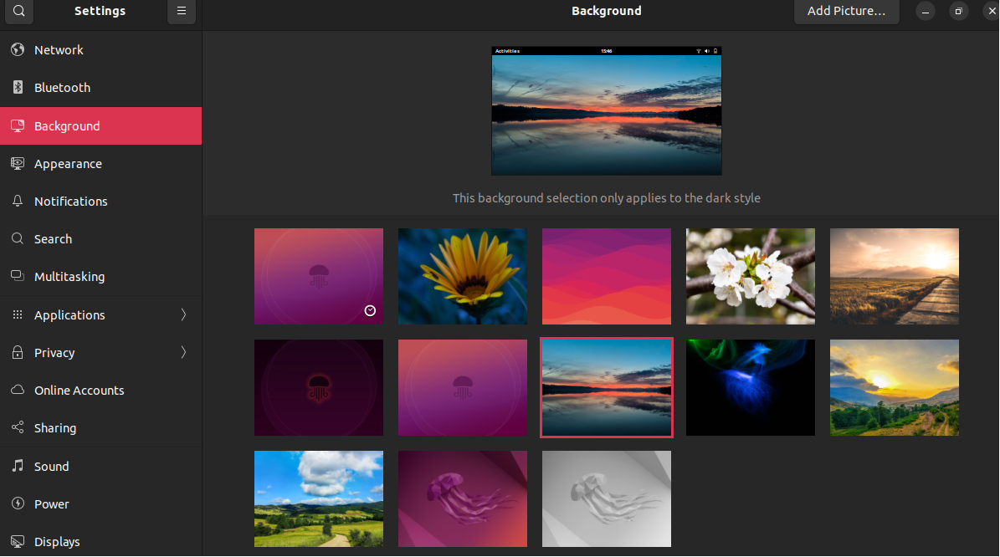 Settings
Background
Add Picture...
Network
Bluetooth
Background
Appearance
Notifications
Search
Multitasking
Applications
Privacy
Online Accounts
Sharing
Sound
Power
Displays
Activities
15:46
This background selection only applies to the dark style